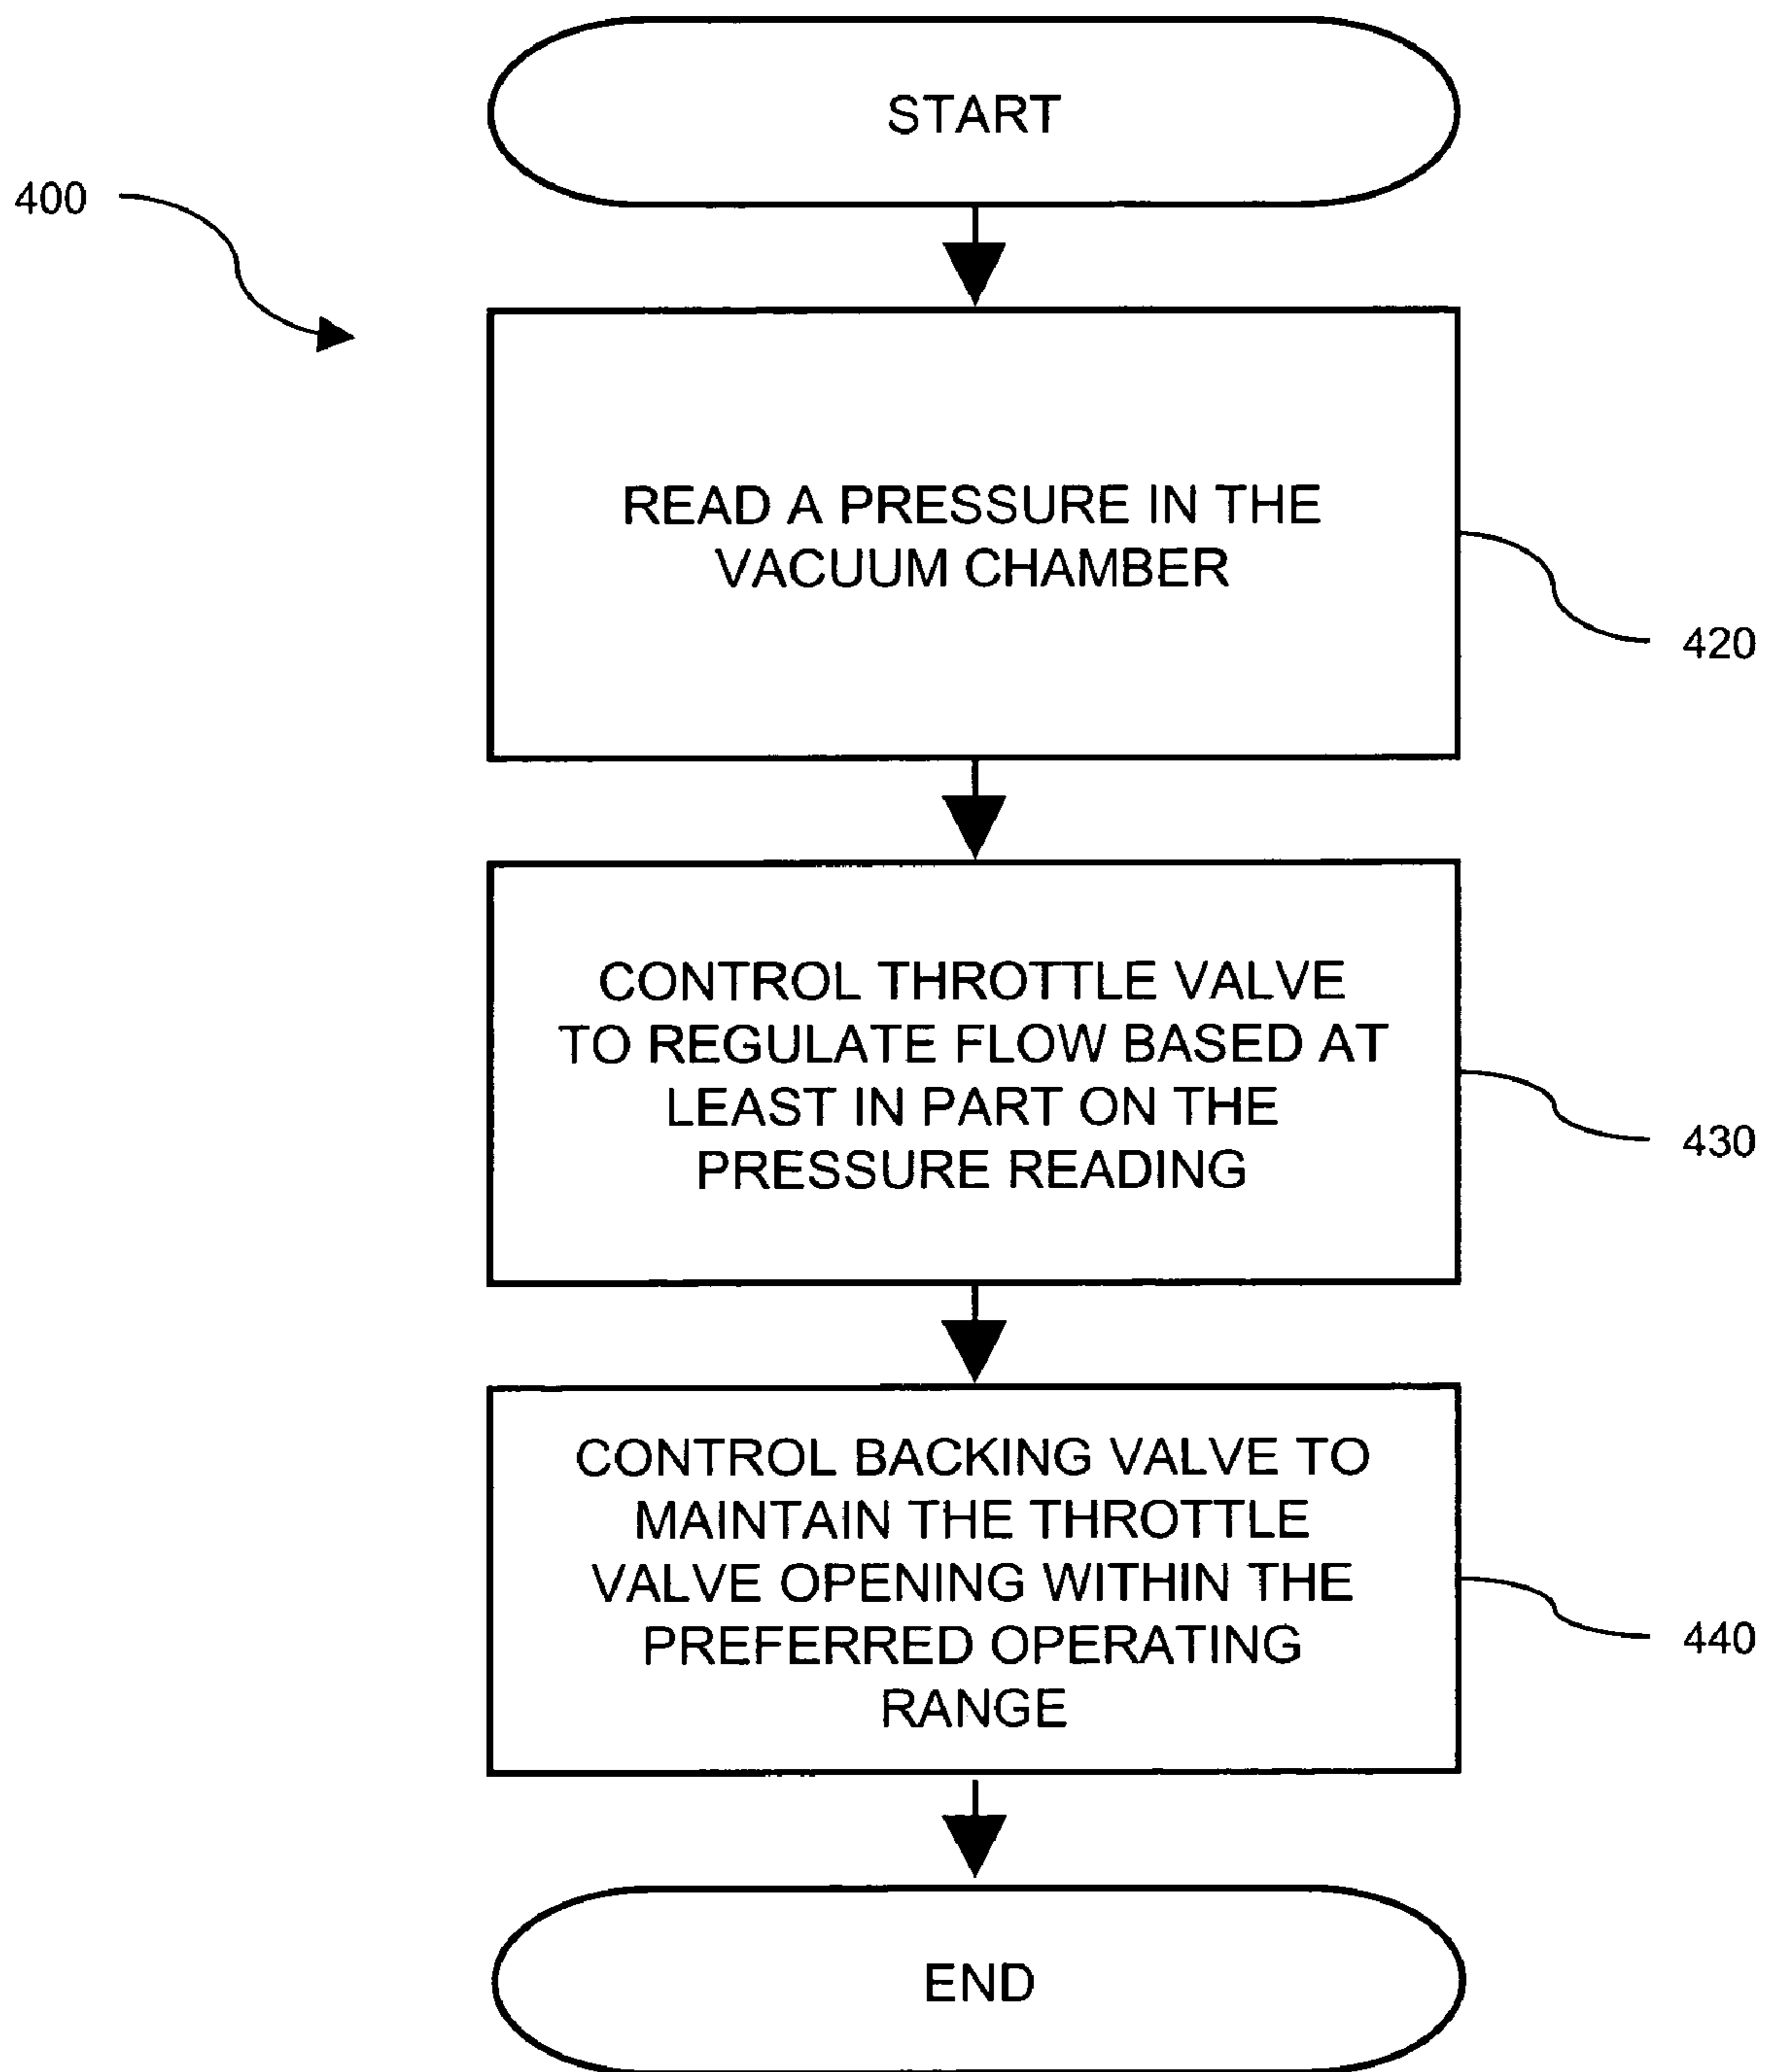 START
400
READ A PRESSURE IN THE
VACUUM CHAMBER
420
CONTROL THROTTLE VALVE
TO REGULATE FLOW BASED AT
LEAST IN PART ON THE
PRESSURE READING
430
CONTROL BACKING VALVE TO
MAINTAIN THE THROTTLE
VALVE OPENING WITHIN THE
PREFERRED OPERATING
RANGE
440
END